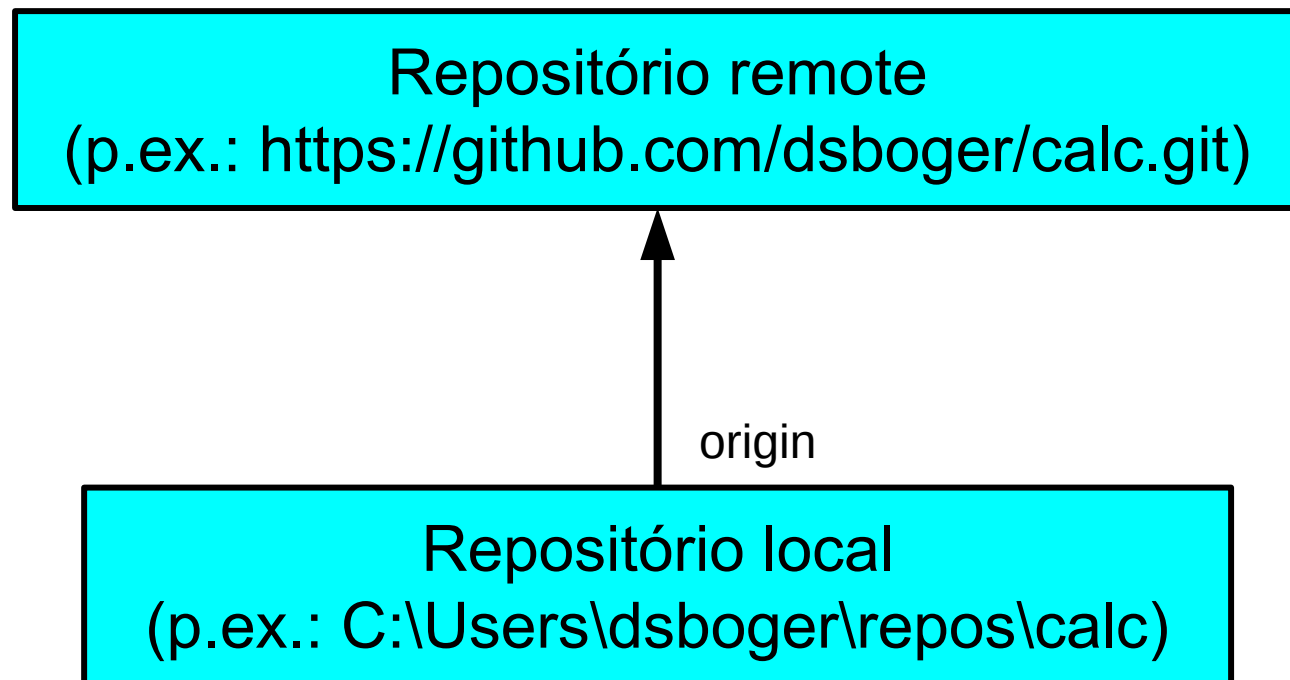 Repositório remote
(p.ex.: https://github.com/dsboger/calc.git)
origin
Repositório local
(p.ex.: C:\Users\dsboger\repos\calc)